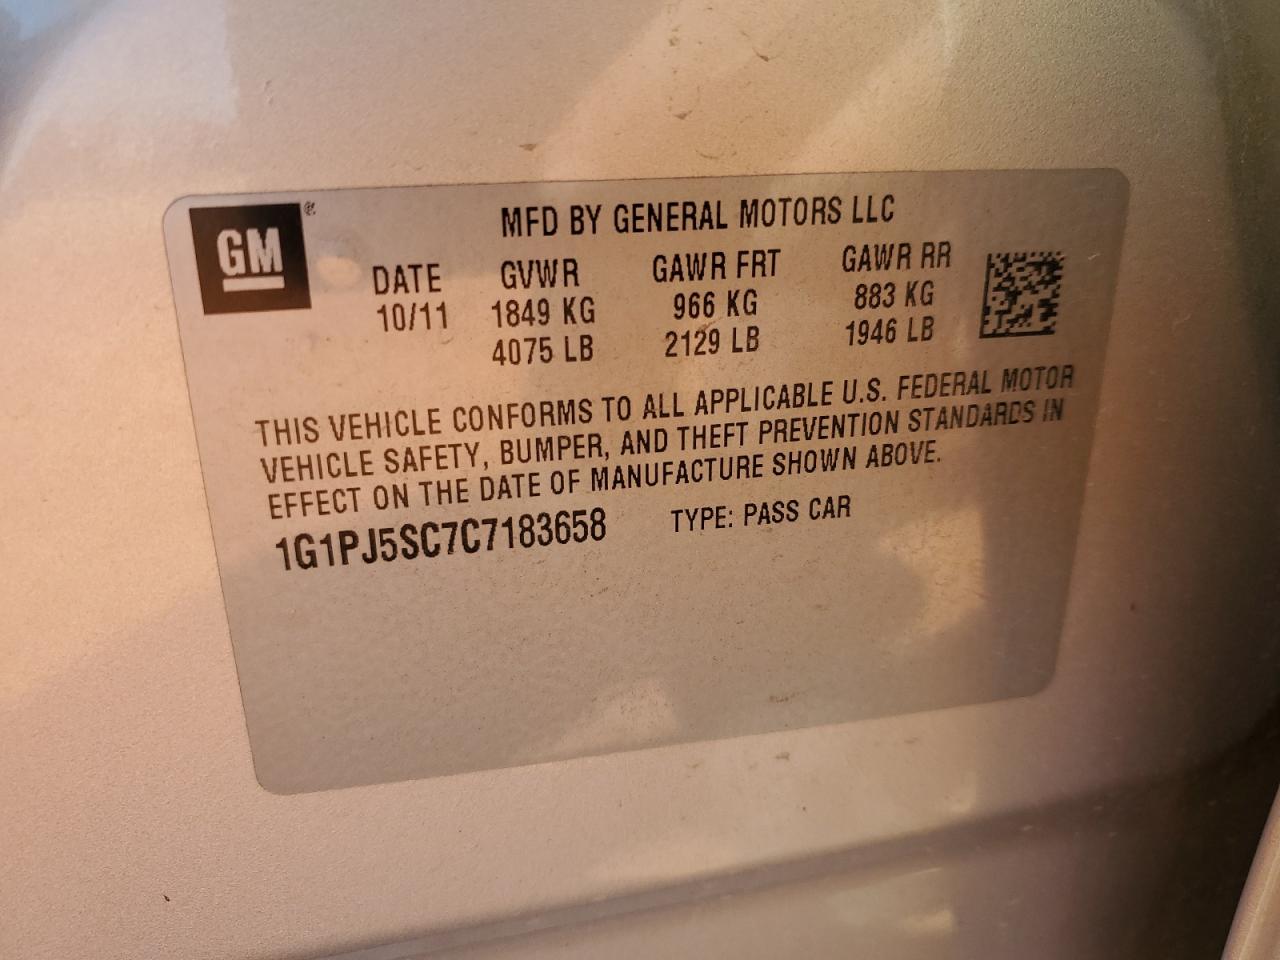 GM®
MFD BY GENERAL MOTORS LLC
DATE GVWR GAWR FRT GAWR RR
10/11 1849 KG 966 KG 883 KG
4075 LB 2129 LB 1946 LB
THIS VEHICLE CONFORMS TO ALL APPLICABLE U.S. FEDERAL MOTOR
VEHICLE SAFETY, BUMPER, AND THEFT PREVENTION STANDARDS IN
EFFECT ON THE DATE OF MANUFACTURE SHOWN ABOVE.
1G1PJ5SC7C7183658 TYPE: PASS CAR